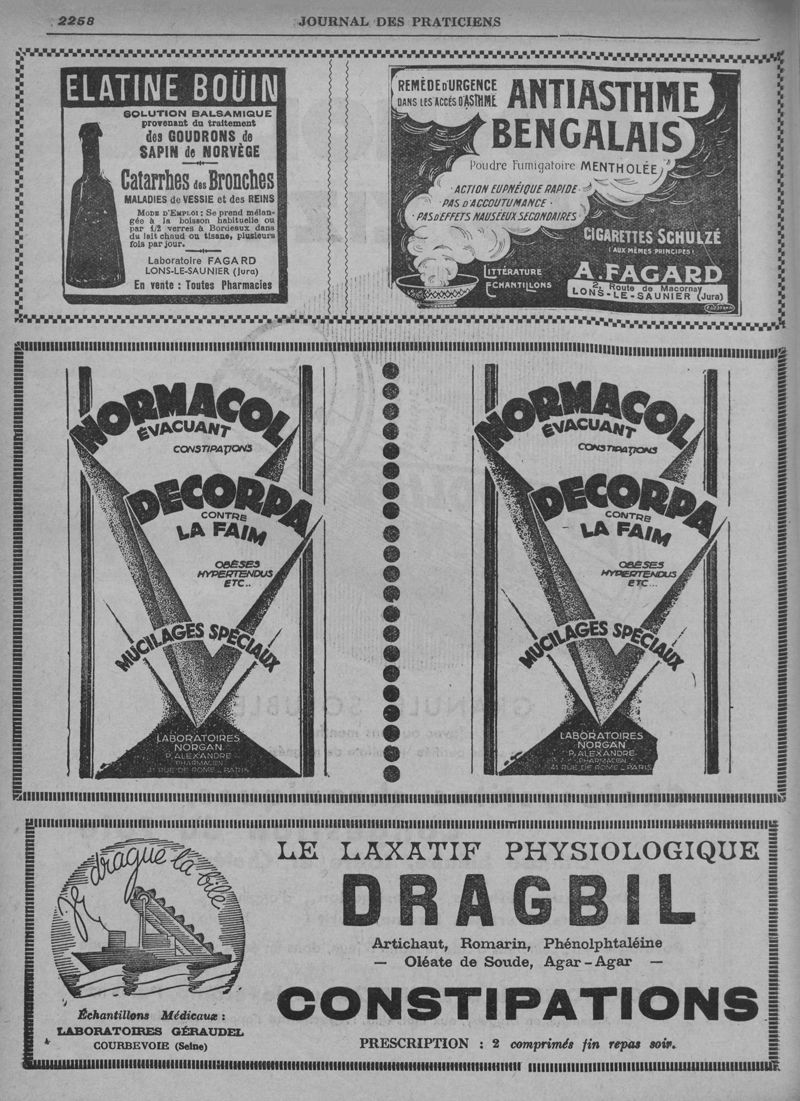 2258
JOURNAL DES PRATICIENS
ELATINE BOÜIN
SOLUTION BALSAMIQUE
provenant du traitement
des GOUDRONS de
SAPIN de NORVÈGE
Catarrhes des Bronches
MALADIES de VESSIE et des REINS
MODE D'EMPLOI : Se prend mélan-
gée à la boisson habituelle ou
par 1/2 verres à Bordeaux dans
du lait chaud ou tisane, plusieurs
fois par jour.
Laboratoire FAGARD
LONS-LE-SAUNIER (Jura)
En vente : Toutes Pharmacies
REMÈDE D'URGENCE
DANS LES ACCÉS D'ASTHME
ANTIASTHME
BENGALAIS
Poudre Fumigatoire MENTHOLÉE
ACTION EUPNÉIQUE RAPIDE ·
PAS D'ACCOUTUMANCE ·
· PAS D'EFFETS NAUSÉEUX SECONDAIRES ·
CIGARETTES SCHULZÉ
(AUX MÊMES PRINCIPES)
LITTÉRATURE
ECHANTILLONS
A. FAGARD
2, Route de Macornay
LONS-LE-SAUNIER (Jura)
NORMACOL
ÉVACUANT
CONSTIPATIONS
DECORPA
CONTRE
LA FAIM
OBÈSES
HYPERTENDUS
ETC..
MUCILAGES SPÉCIAUX
LABORATOIRES
NORGAN
P. ALEXANDRE
PHARMACIEN
41 RUE DE ROME _ PARIS
NORMACOL
ÉVACUANT
CONSTIPATIONS
DECORPA
CONTRE
LA FAIM
OBÈSES
HYPERTENDUS
ETC...
MUCILAGES SPÉCIAUX
LABORATOIRES
NORGAN
P. ALEXANDRE
PHARMACIEN
41 RUE DE ROME _ PARIS
Il drague la bile
Échantillons Médicaux :
LABORATOIRES GÉRAUDEL
COURBEVOIE (Seine)
LE LAXATIF PHYSIOLOGIQUE
DRAGBIL
Artichaut, Romarin, Phénolphtaléine
— Oléate de Soude, Agar-Agar —
CONSTIPATIONS
PRESCRIPTION : 2 comprimés fin repas soir.